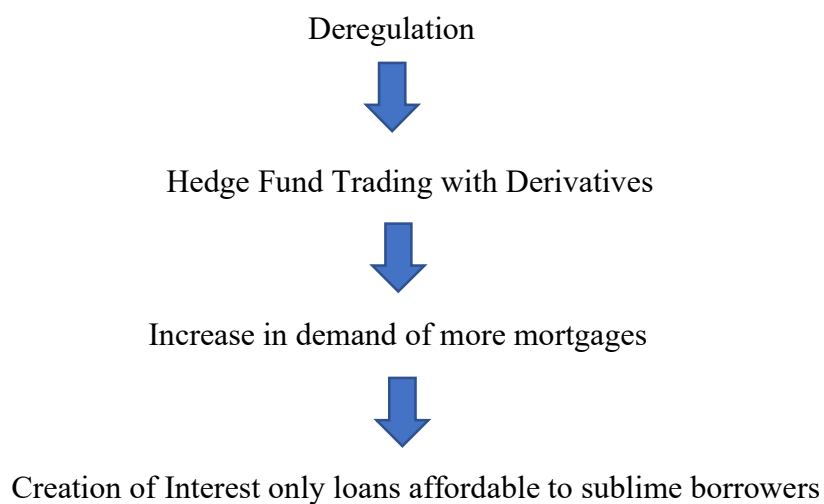 Deregulation
Hedge Fund Trading with Derivatives
Increase in demand of more mortgages
Creation of Interest only loans affordable to sublime borrowers